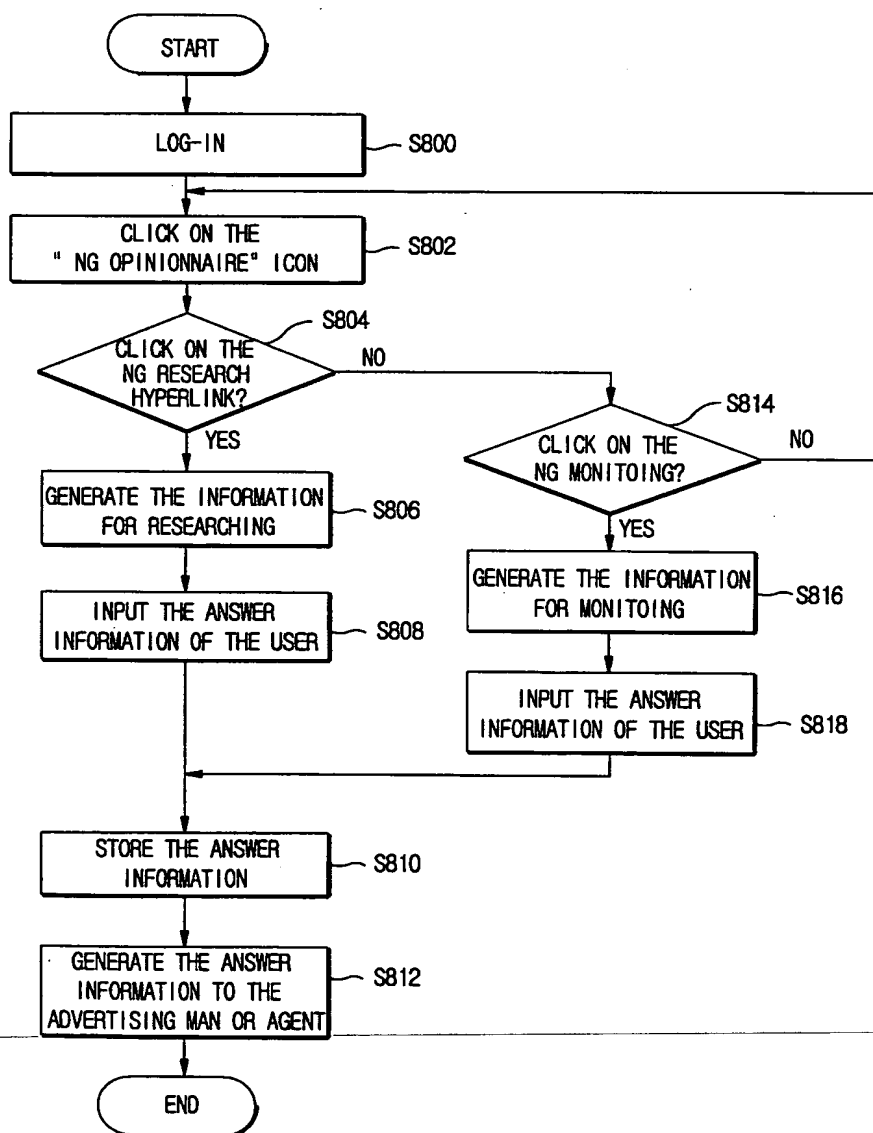 START
LOG-IN
S800
CLICK ON THE
" NG OPINIONNAIRE" ICON
S802
S804
CLICK ON THE
NG RESEARCH
HYPERLINK?
NO
YES
S814
CLICK ON THE
NG MONITOING?
NO
YES
GENERATE THE INFORMATION
FOR RESEARCHING
S806
GENERATE THE INFORMATION
FOR MONITOING
S816
INPUT THE ANSWER
INFORMATION OF THE USER
S808
INPUT THE ANSWER
INFORMATION OF THE USER
S818
STORE THE ANSWER
INFORMATION
S810
GENERATE THE ANSWER
INFORMATION TO THE
ADVERTISING MAN OR AGENT
S812
END